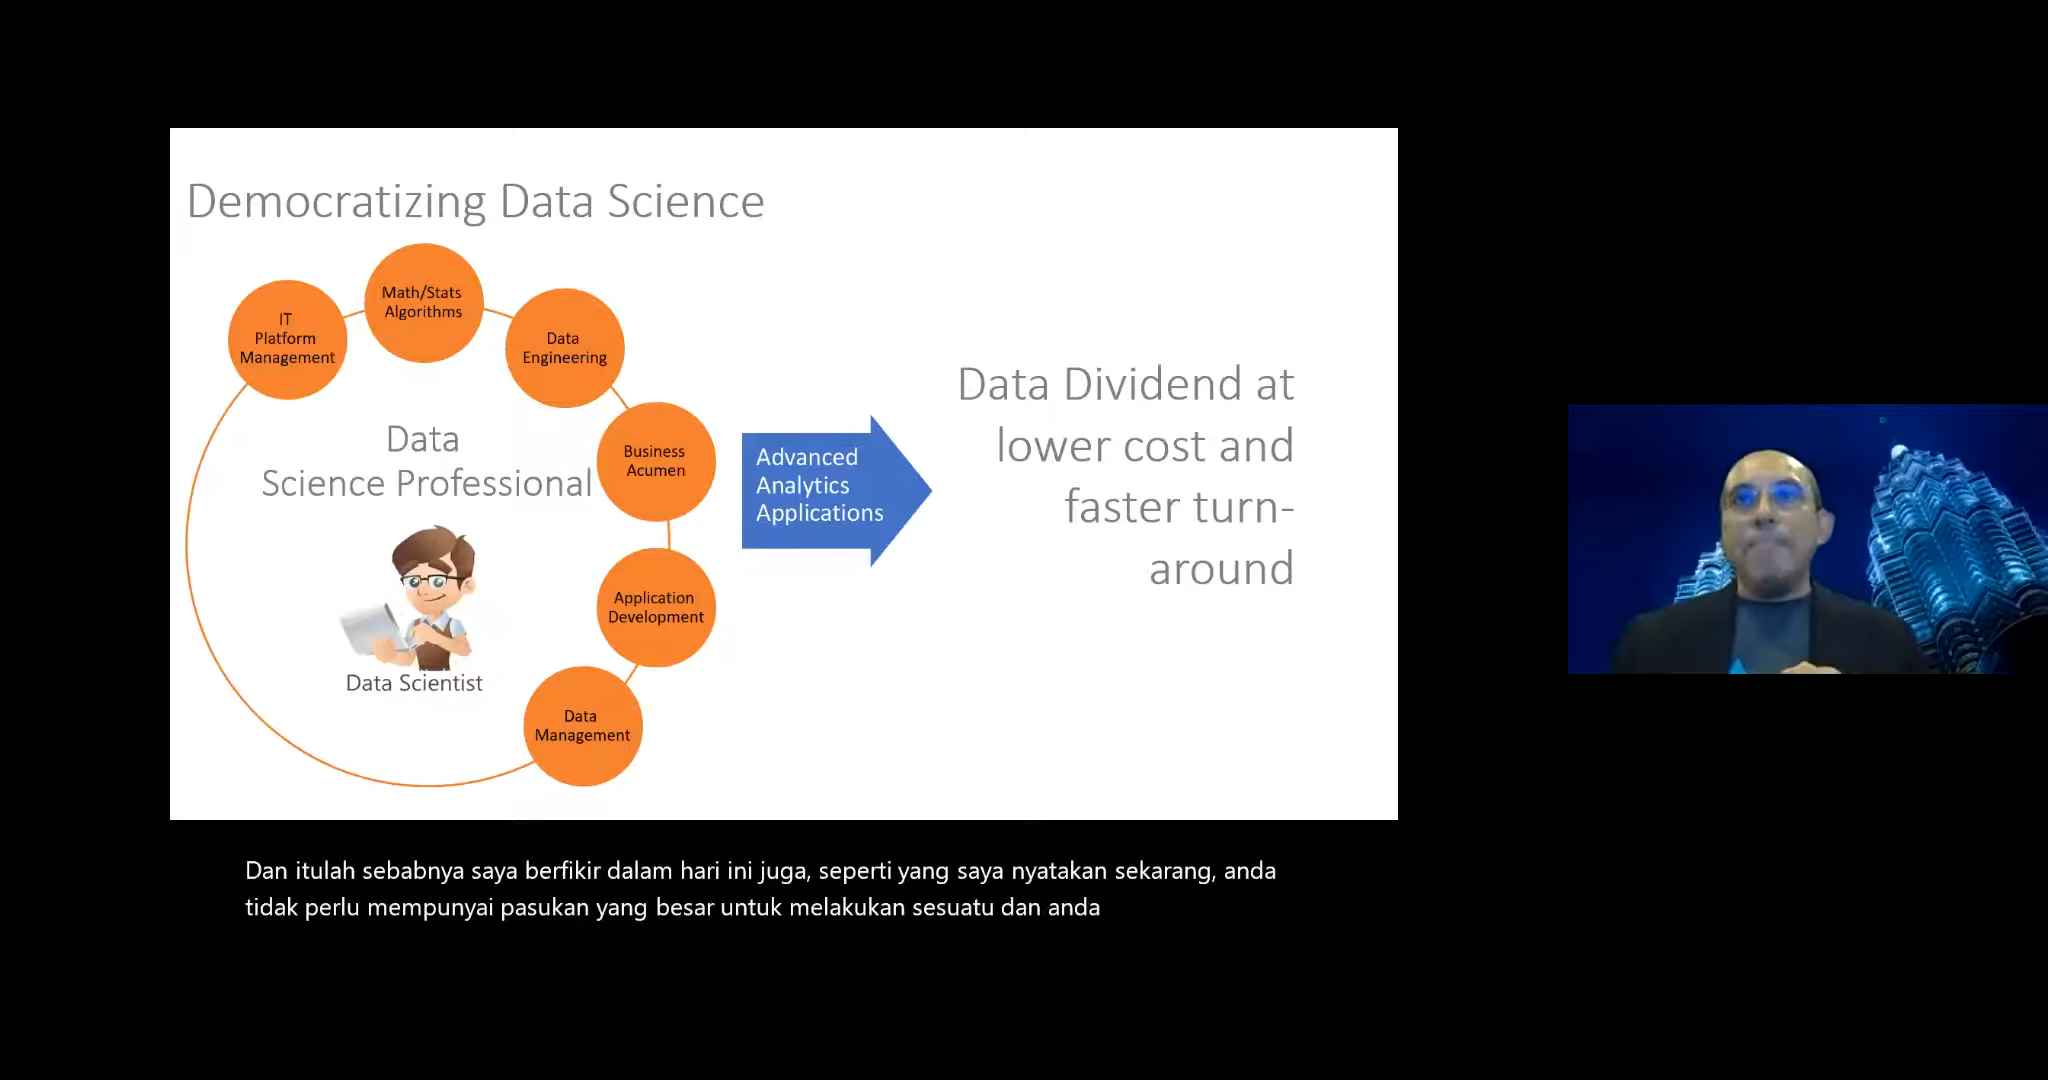 Democratizing Data Science
IT
Platform
Management
Math/Stats
Algorithms
Data
Engineering
Business
Acumen
Application
Development
Data
Management
Data
Science Professional
Data Scientist
Advanced
Analytics
Applications
Data Dividend at
lower cost and
faster turn-
around
Dan itulah sebabnya saya berfikir dalam hari ini juga, seperti yang saya nyatakan sekarang, anda
tidak perlu mempunyai pasukan yang besar untuk melakukan sesuatu dan anda